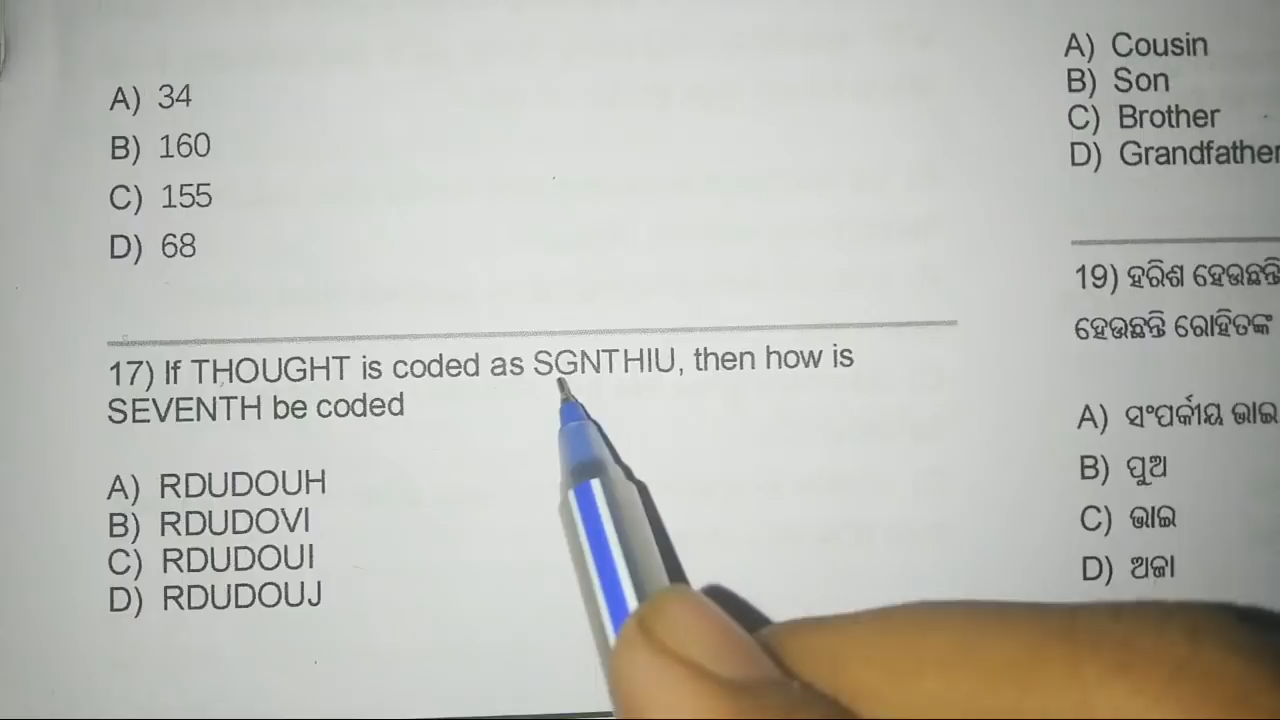 A) 34
B) 160
C) 155
D) 68
17) If THOUGHT is coded as SGNTHIU, then how is
SEVENTH be coded
A) RDUDOUH
B) RDUDOVI
C) RDUDOUI
D) RDUDOUJ
A) Cousin
B) Son
C) Brother
D) Grandfather
19) ହରିଶ ହେଉଛନ୍ତି
ହେଉଛନ୍ତି ରୋହିତଙ୍କ
A) ସଂପର୍କୀୟ ଭାଇ
B) ପୁଅ
C) ଭାଇ
D) ଅଜା